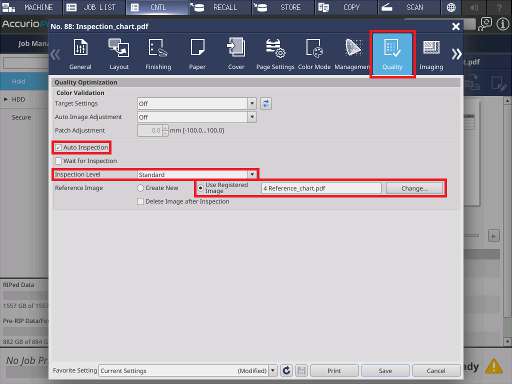 MACHINE
JOB LIST
CNTL
RECALL
STORE
COPY
SCAN
No. 88: Inspection_chart.pdf
General
Layout
Finishing
Paper
Cover
Page Settings
Color Mode
Management
Quality
Imaging
Quality Optimization
Color Validation
Target Settings
Off
Auto Image Adjustment
Off
Patch Adjustment
0.0
mm (-100.0...100.0)
Auto Inspection
Wait for Inspection
Inspection Level
Standard
Reference Image
Create New
Use Registered
Image
4 Reference_chart.pdf
Change...
Delete Image after Inspection
Favorite Setting
Current Settings
(Modified)
Print
Save
Cancel
Accurio
Job Ma
Hold
HDD
Secure
RIPed Data
1557 GB of 155
Pre-RIP Data/Fo
882 GB of 884 G
No Job Pr
rt.pdf
dy